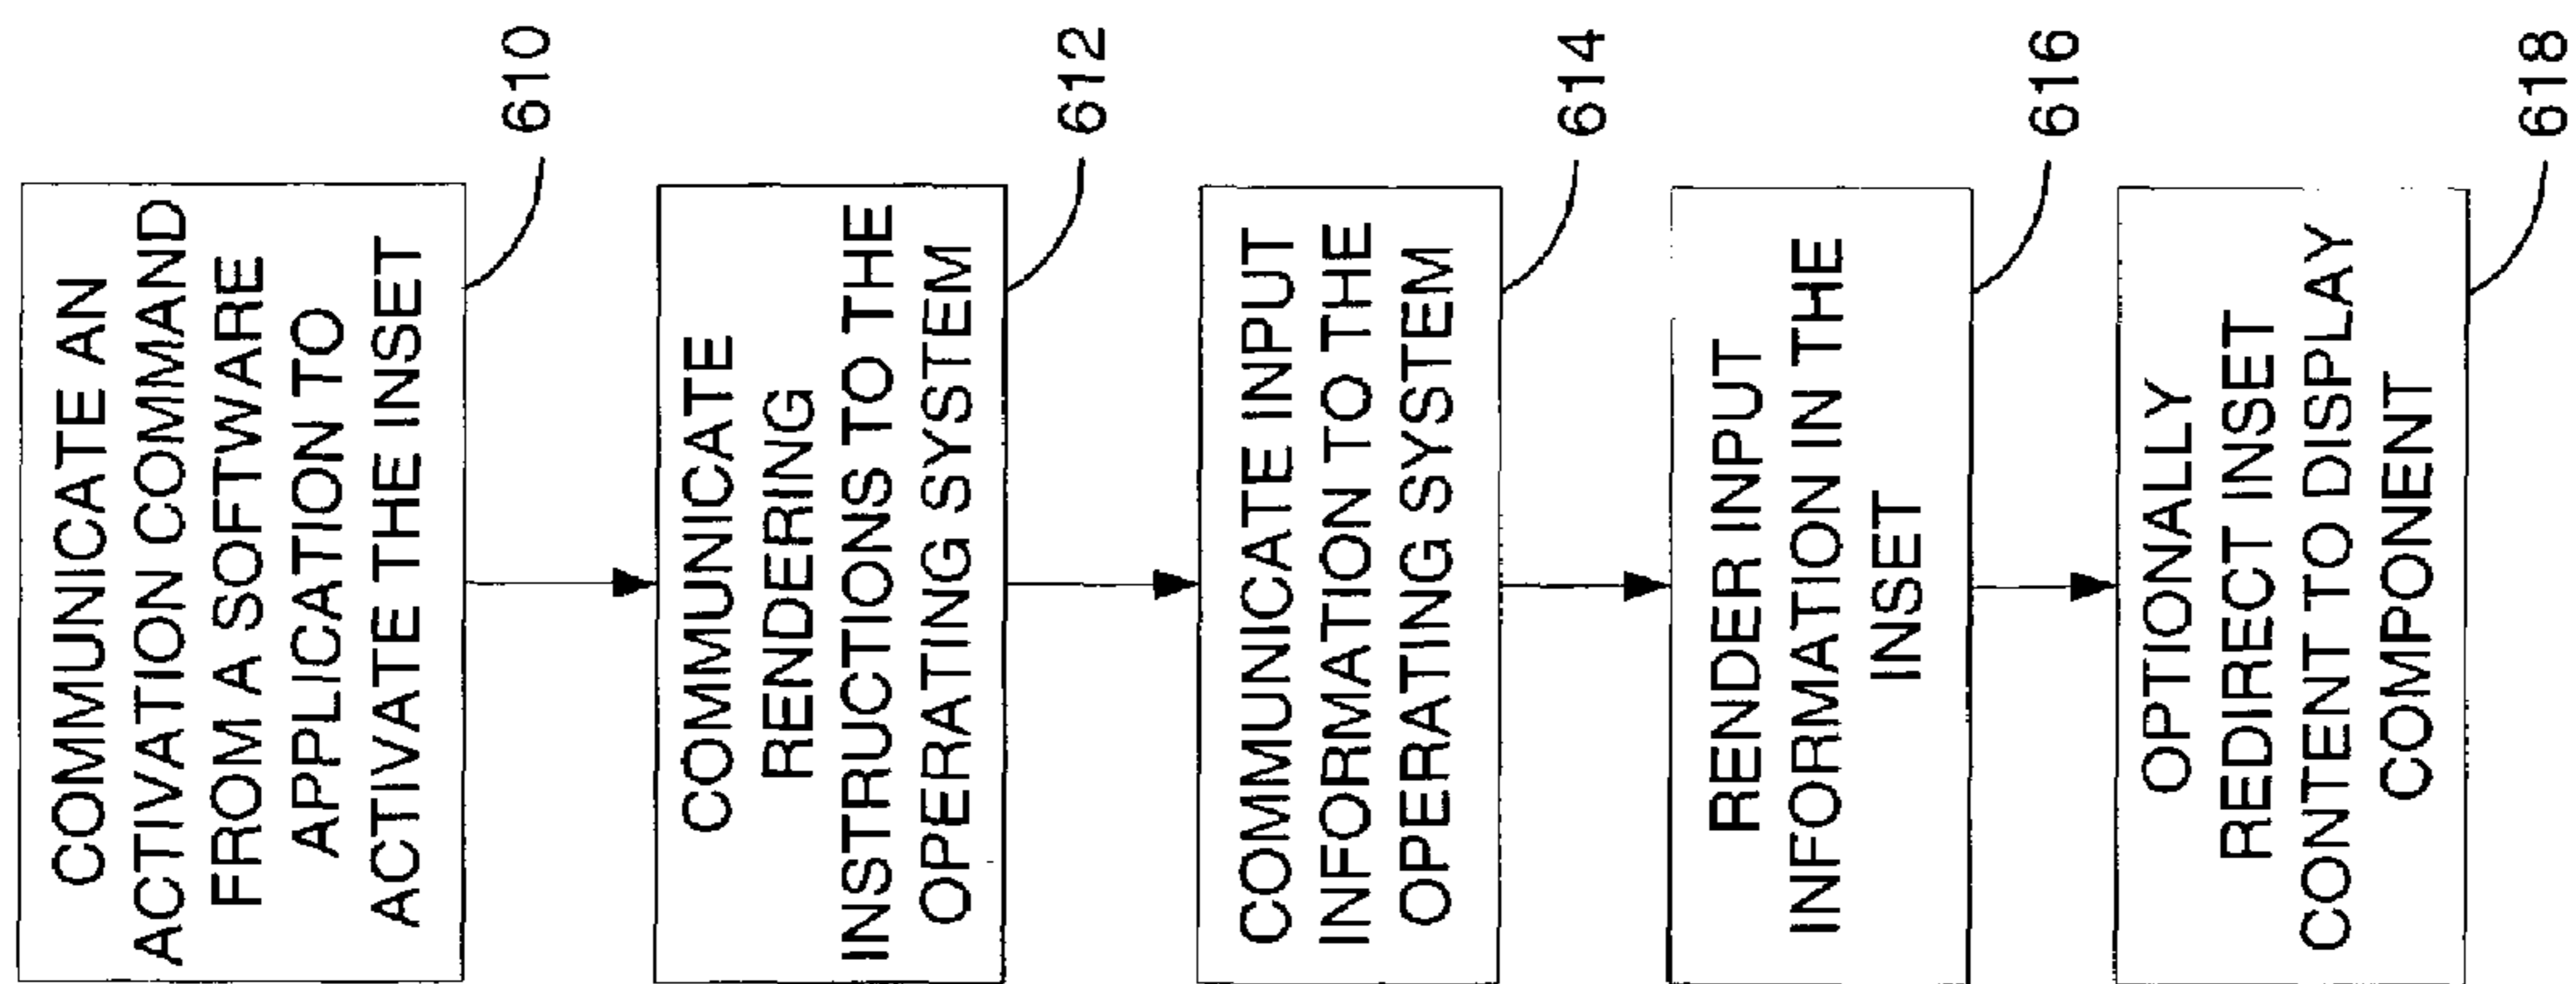 COMMUNICATE AN
ACTIVATION COMMAND
FROM A SOFTWARE
APPLICATION TO
ACTIVATE THE INSET
610
COMMUNICATE
RENDERING
INSTRUCTIONS TO THE
OPERATING SYSTEM
612
COMMUNICATE INPUT
INFORMATION TO THE
OPERATING SYSTEM
614
RENDER INPUT
INFORMATION IN THE
INSET
616
OPTIONALLY
REDIRECT INSET
CONTENT TO DISPLAY
COMPONENT
618